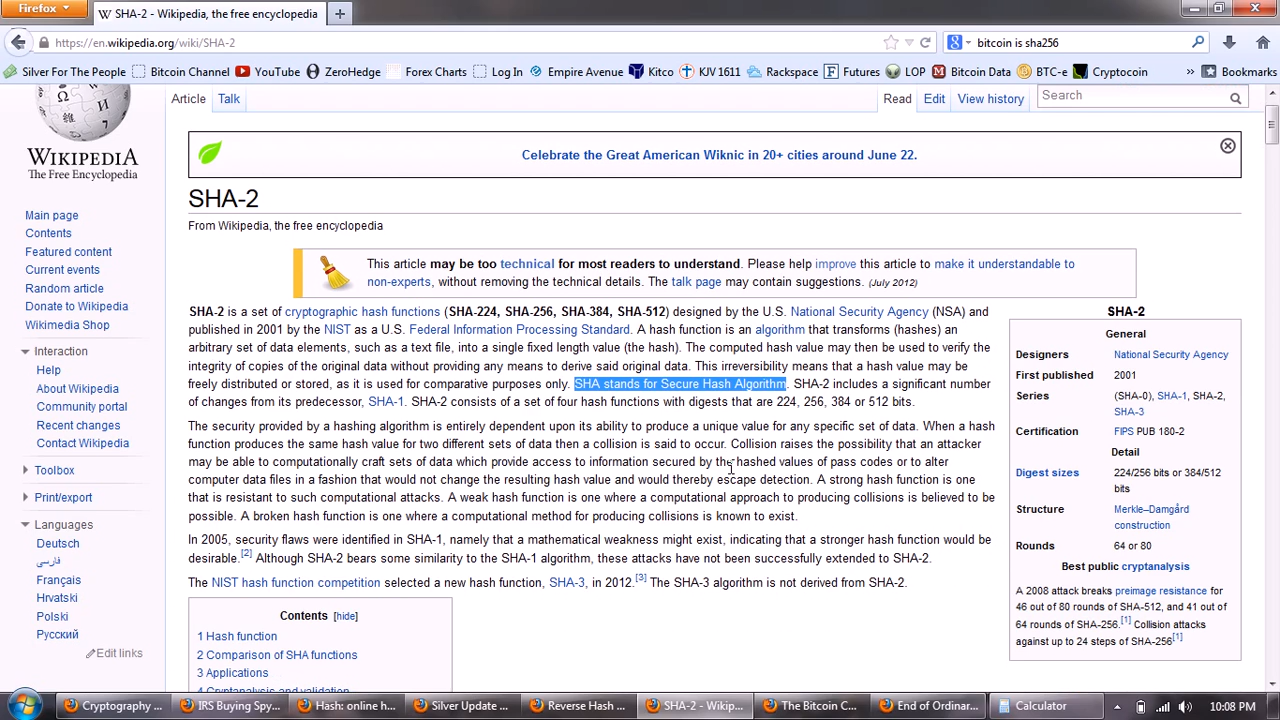 Firefox
SHA-2 - Wikipedia, the free encyclopedia
https://en.wikipedia.org/wiki/SHA-2
bitcoin is sha256
Silver For The People Bitcoin Channel YouTube ZeroHedge Forex Charts Log In Empire Avenue Kitco KJV 1611 Rackspace Futures LOP Bitcoin Data BTC-e Cryptocoin » Bookmarks
Article Talk Read Edit View history Search
WIKIPEDIA
The Free Encyclopedia
Main page
Contents
Featured content
Current events
Random article
Donate to Wikipedia
Wikimedia Shop
Interaction
Help
About Wikipedia
Community portal
Recent changes
Contact Wikipedia
Toolbox
Print/export
Languages
Deutsch
فارسی
Français
Hrvatski
Polski
Русский
Edit links
Celebrate the Great American Wiknic in 20+ cities around June 22.
SHA-2
From Wikipedia, the free encyclopedia
This article may be too technical for most readers to understand. Please help improve this article to make it understandable to
non-experts, without removing the technical details. The talk page may contain suggestions. (July 2012)
SHA-2 is a set of cryptographic hash functions (SHA-224, SHA-256, SHA-384, SHA-512) designed by the U.S. National Security Agency (NSA) and
published in 2001 by the NIST as a U.S. Federal Information Processing Standard. A hash function is an algorithm that transforms (hashes) an
arbitrary set of data elements, such as a text file, into a single fixed length value (the hash). The computed hash value may then be used to verify the
integrity of copies of the original data without providing any means to derive said original data. This irreversibility means that a hash value may be
freely distributed or stored, as it is used for comparative purposes only. SHA stands for Secure Hash Algorithm. SHA-2 includes a significant number
of changes from its predecessor, SHA-1. SHA-2 consists of a set of four hash functions with digests that are 224, 256, 384 or 512 bits.
The security provided by a hashing algorithm is entirely dependent upon its ability to produce a unique value for any specific set of data. When a hash
function produces the same hash value for two different sets of data then a collision is said to occur. Collision raises the possibility that an attacker
may be able to computationally craft sets of data which provide access to information secured by the hashed values of pass codes or to alter
computer data files in a fashion that would not change the resulting hash value and would thereby escape detection. A strong hash function is one
that is resistant to such computational attacks. A weak hash function is one where a computational approach to producing collisions is believed to be
possible. A broken hash function is one where a computational method for producing collisions is known to exist.
In 2005, security flaws were identified in SHA-1, namely that a mathematical weakness might exist, indicating that a stronger hash function would be
desirable.[2] Although SHA-2 bears some similarity to the SHA-1 algorithm, these attacks have not been successfully extended to SHA-2.
The NIST hash function competition selected a new hash function, SHA-3, in 2012.[3] The SHA-3 algorithm is not derived from SHA-2.
Contents [hide]
1 Hash function
2 Comparison of SHA functions
3 Applications
4 Cryptanalysis and validation
SHA-2
General
Designers National Security Agency
First published 2001
Series (SHA-0), SHA-1, SHA-2,
SHA-3
Certification FIPS PUB 180-2
Detail
Digest sizes 224/256 bits or 384/512
bits
Structure Merkle–Damgård
construction
Rounds 64 or 80
Best public cryptanalysis
A 2008 attack breaks preimage resistance for
46 out of 80 rounds of SHA-512, and 41 out of
64 rounds of SHA-256.[1] Collision attacks
against up to 24 steps of SHA-256[1]
Cryptography ... IRS Buying Spy... Hash: online h... Silver Update ... Reverse Hash ... SHA-2 - Wikip... The Bitcoin C... End of Ordinar... Calculator 10:08 PM